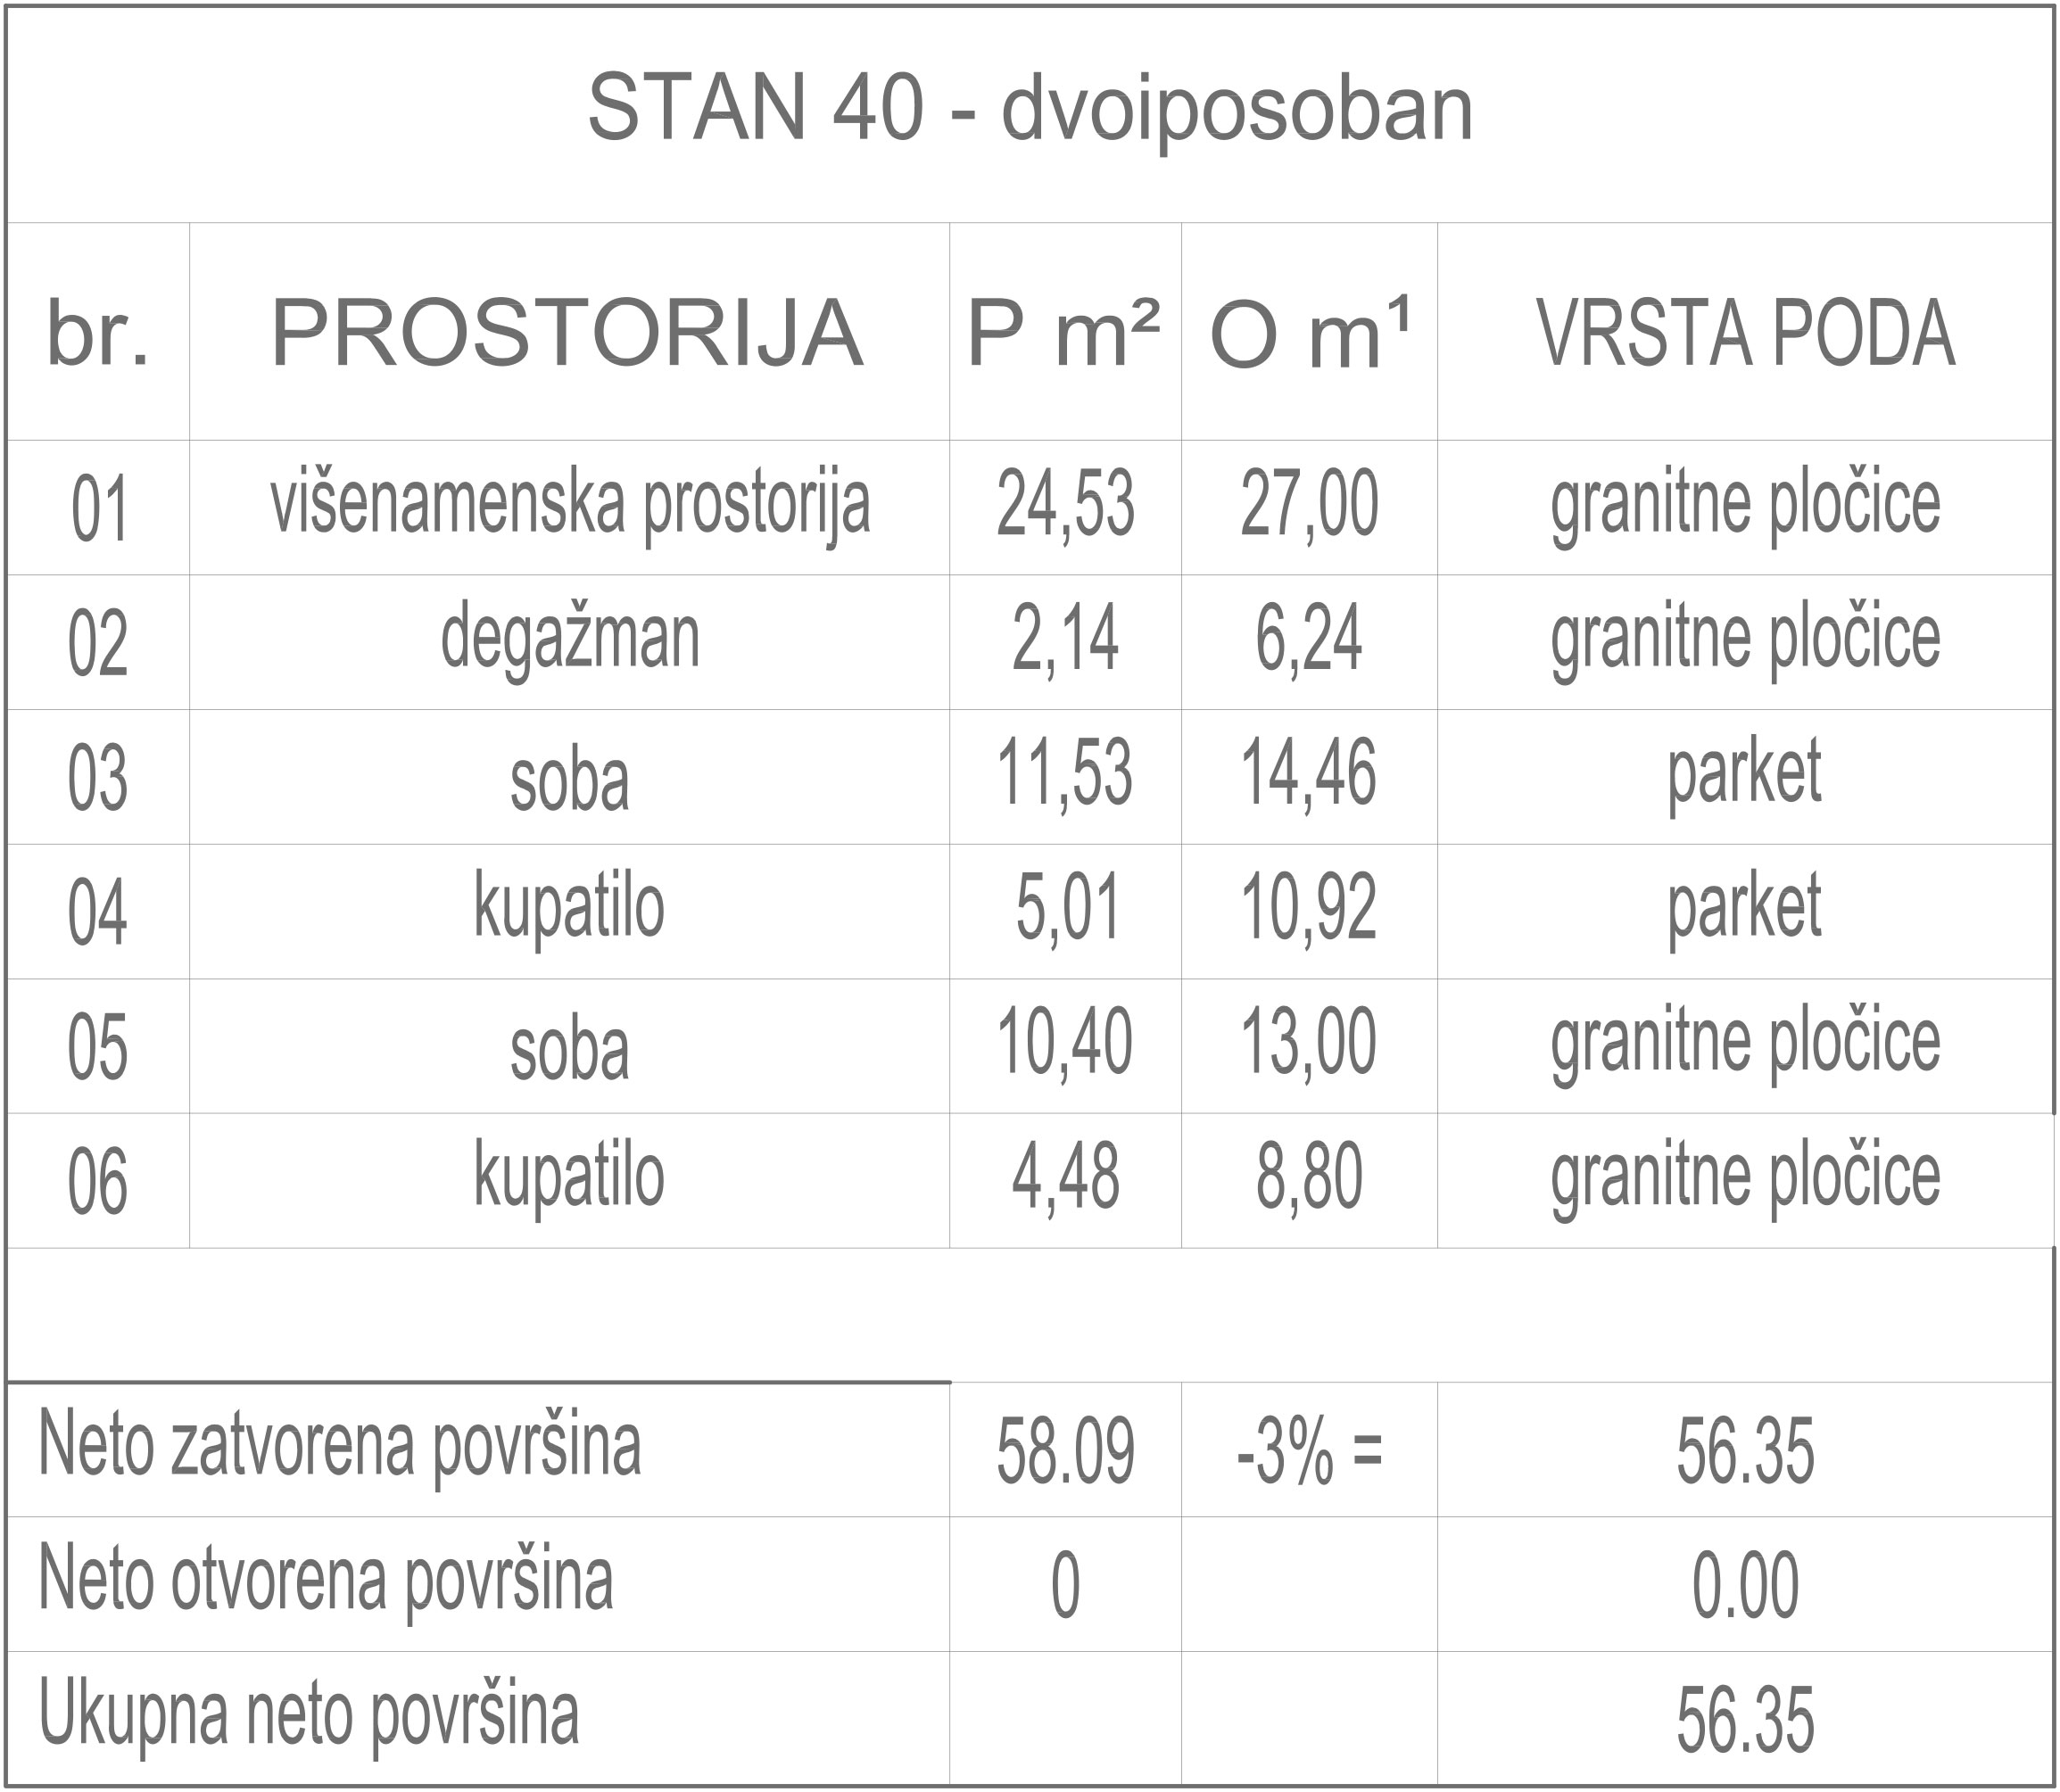 STAN 40 - dvoiposoban
br. PROSTORIJA P m² O m¹ VRSTA PODA
01 višenamenska prostorija 24,53 27,00 granitne pločice
02 degažman 2,14 6,24 granitne pločice
03 soba 11,53 14,46 parket
04 kupatilo 5,01 10,92 parket
05 soba 10,40 13,00 granitne pločice
06 kupatilo 4,48 8,80 granitne pločice
Neto zatvorena površina 58.09 -3% = 56.35
Neto otvorena površina 0 0.00
Ukupna neto površina 56.35